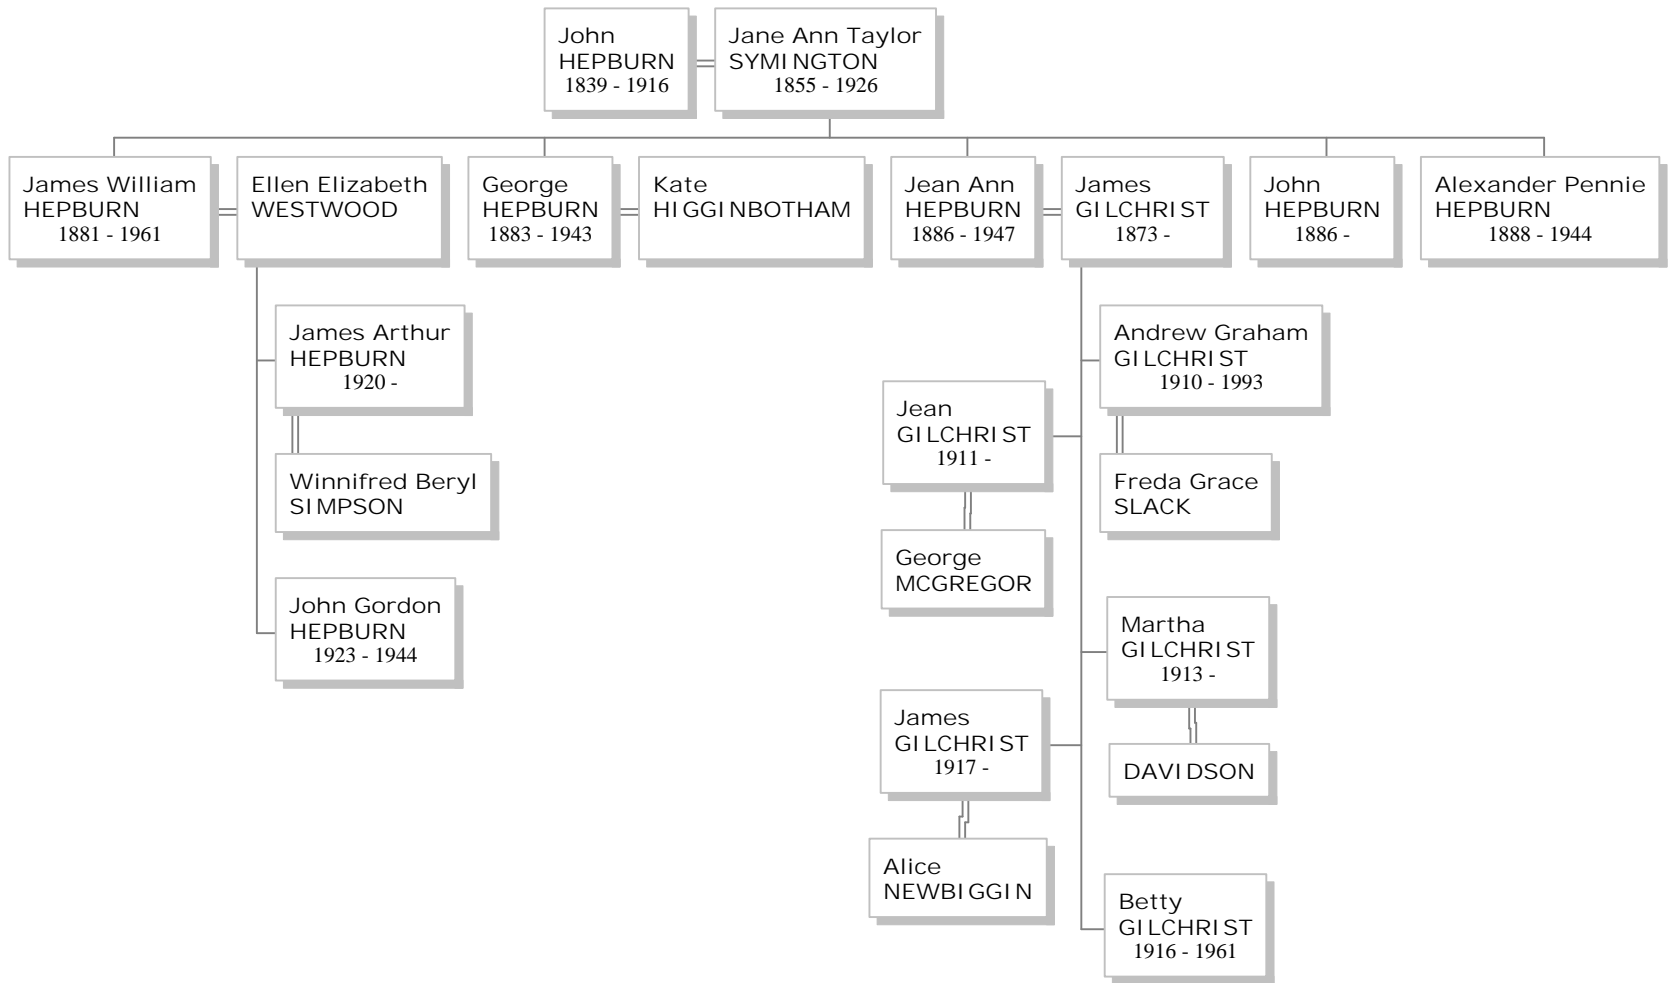 John
HEPBURN
1839 - 1916
Jane Ann Taylor
SYMINGTON
1855 - 1926
James William
HEPBURN
1881 - 1961
Ellen Elizabeth
WESTWOOD
George
HEPBURN
1883 - 1943
Kate
HIGGINBOTHAM
Jean Ann
HEPBURN
1886 - 1947
James
GILCHRIST
1873 -
John
HEPBURN
1886 -
Alexander Pennie
HEPBURN
1888 - 1944
James Arthur
HEPBURN
1920 -
Winnifred Beryl
SIMPSON
John Gordon
HEPBURN
1923 - 1944
Andrew Graham
GILCHRIST
1910 - 1993
Freda Grace
SLACK
Jean
GILCHRIST
1911 -
George
MCGREGOR
Martha
GILCHRIST
1913 -
DAVIDSON
James
GILCHRIST
1917 -
Alice
NEWBIGGIN
Betty
GILCHRIST
1916 - 1961